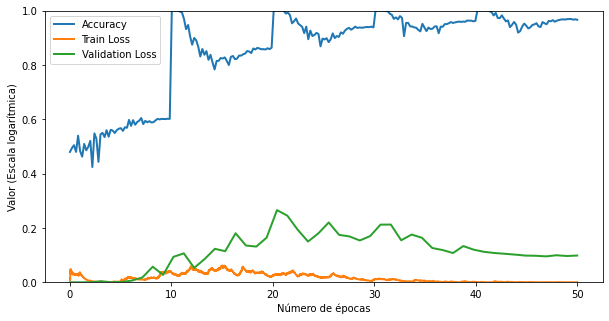 Accuracy
Train Loss
Validation Loss
1.0
0.8
0.6
0.4
0.2
0.0
Valor (Escala logarítmica)
0
10
20
30
40
50
Número de épocas